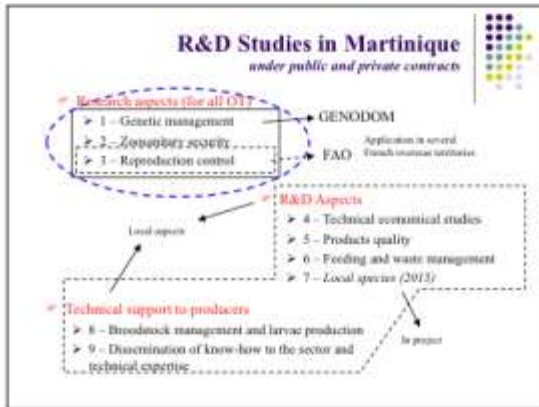 R&D Studies in Martinique
under public and private contracts
Research aspects (for all OT)
1 – Genetic management
2 – Zoosanitary security
3 – Reproduction control
GENODOM
FAO
Application in several
French overseas territories
R&D Aspects
4 – Technical economical studies
5 – Products quality
6 – Feeding and waste management
7 – Local species (2015)
Local aspects
Technical support to producers
8 – Broodstock management and larvae production
9 – Dissemination of know-how to the sector and
technical expertise
In project